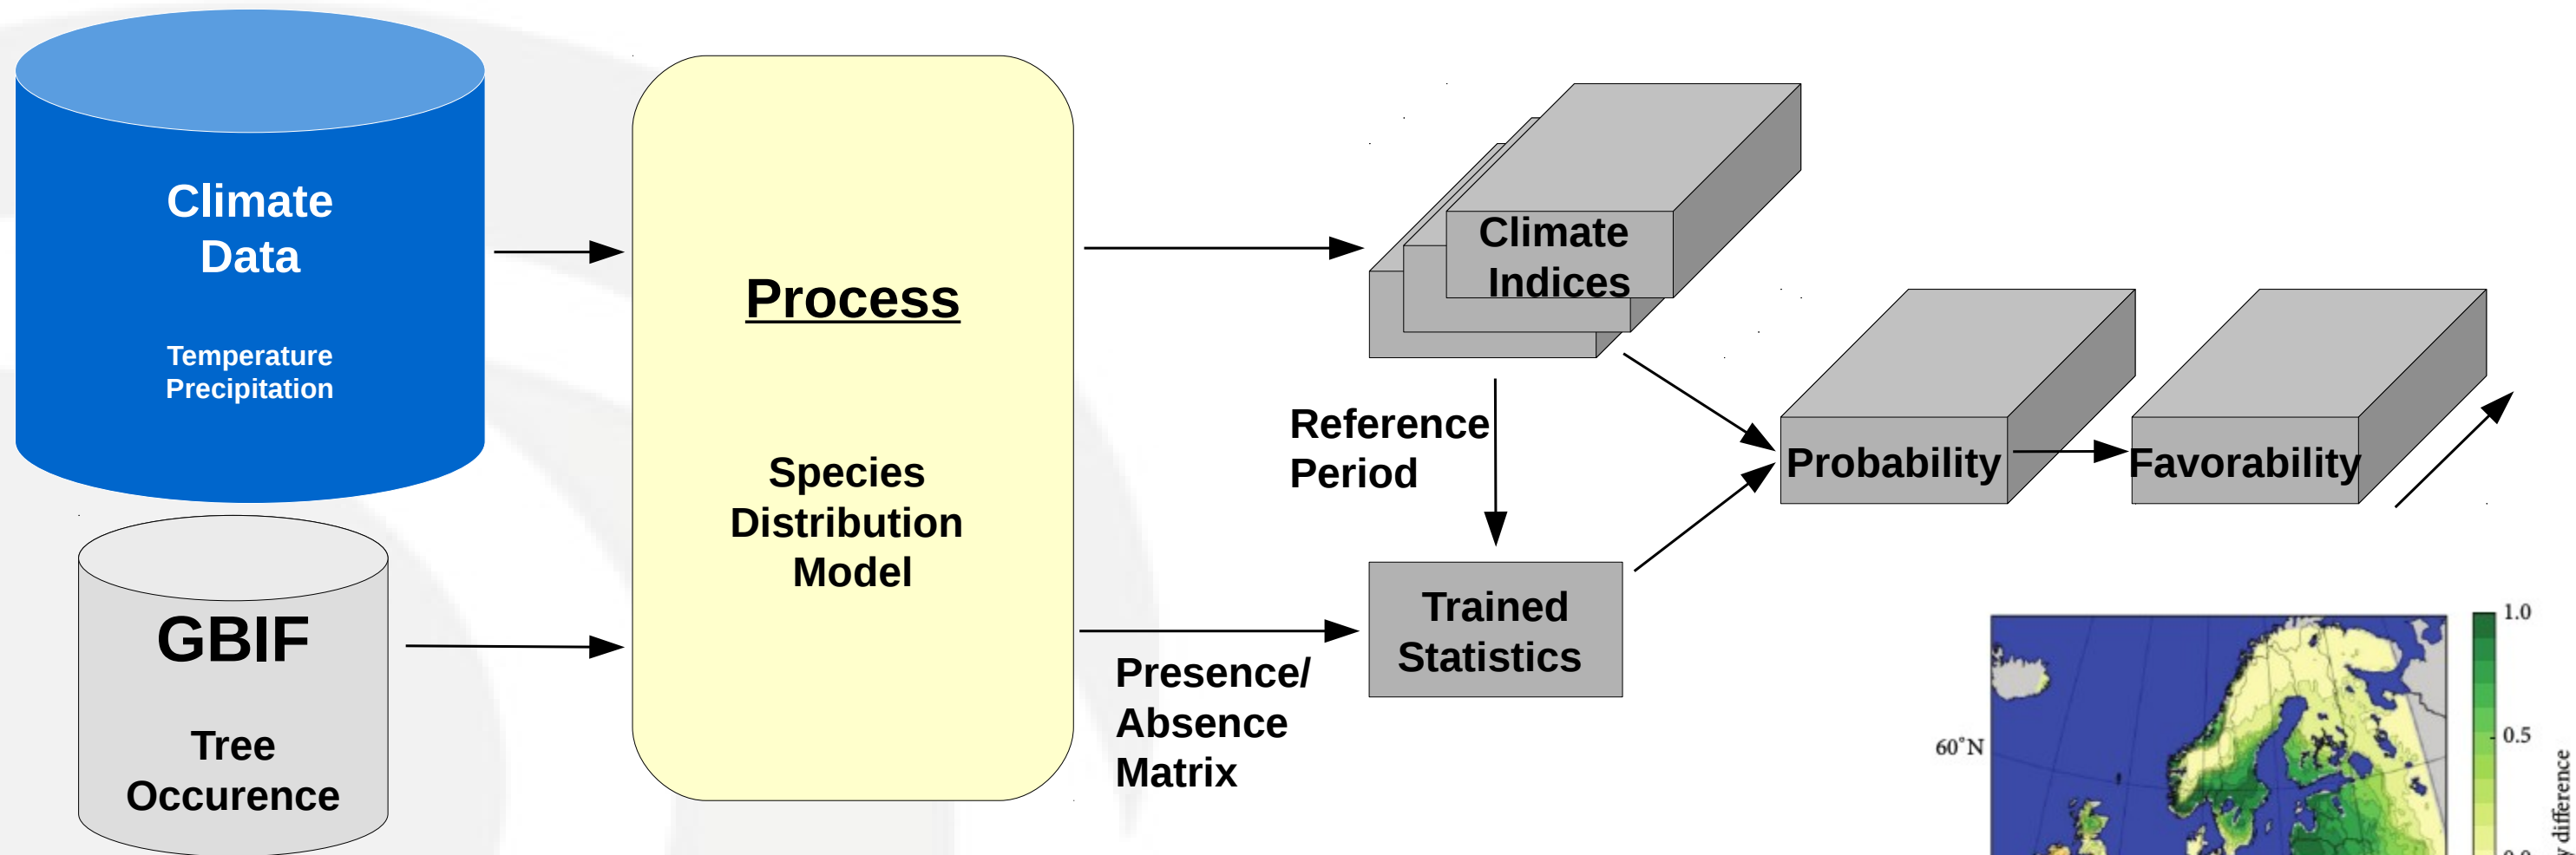 Climate
Data
Temperature
Precipitation
GBIF
Tree
Occurence
Process
Species
Distribution
Model
Climate
Indices
Reference
Period
Presence/
Absence
Matrix
Trained
Statistics
Probability
Favorability
60°N
1.0
0.5
difference